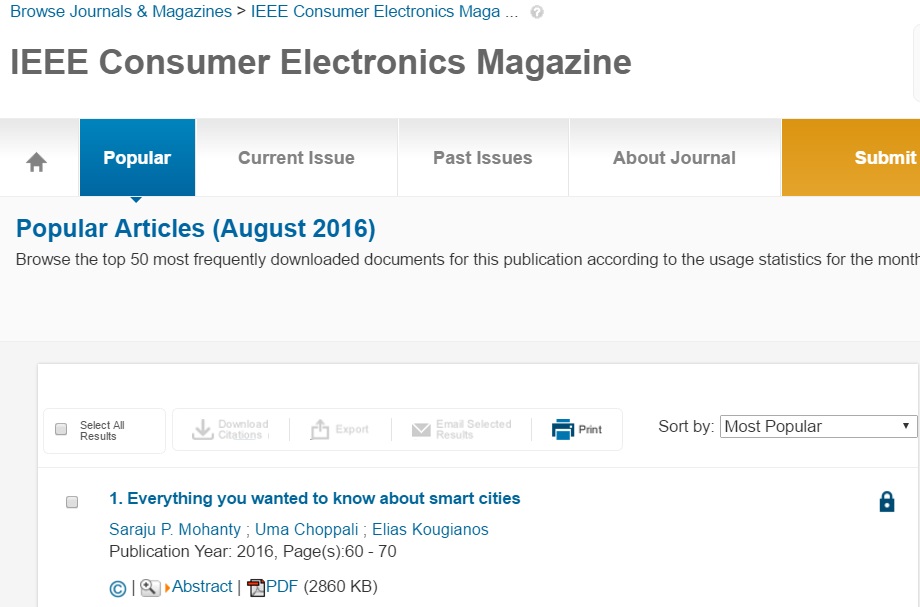 Browse Journals & Magazines > IEEE Consumer Electronics Maga ... ?
IEEE Consumer Electronics Magazine
Popular
Current Issue
Past Issues
About Journal
Submit
Popular Articles (August 2016)
Browse the top 50 most frequently downloaded documents for this publication according to the usage statistics for the month
Select All
Results
Download
Citations
Export
Email Selected
Results
Print
Sort by: Most Popular
1. Everything you wanted to know about smart cities
Saraju P. Mohanty ; Uma Choppali ; Elias Kougianos
Publication Year: 2016, Page(s):60 - 70
© | Abstract | PDF (2860 KB)